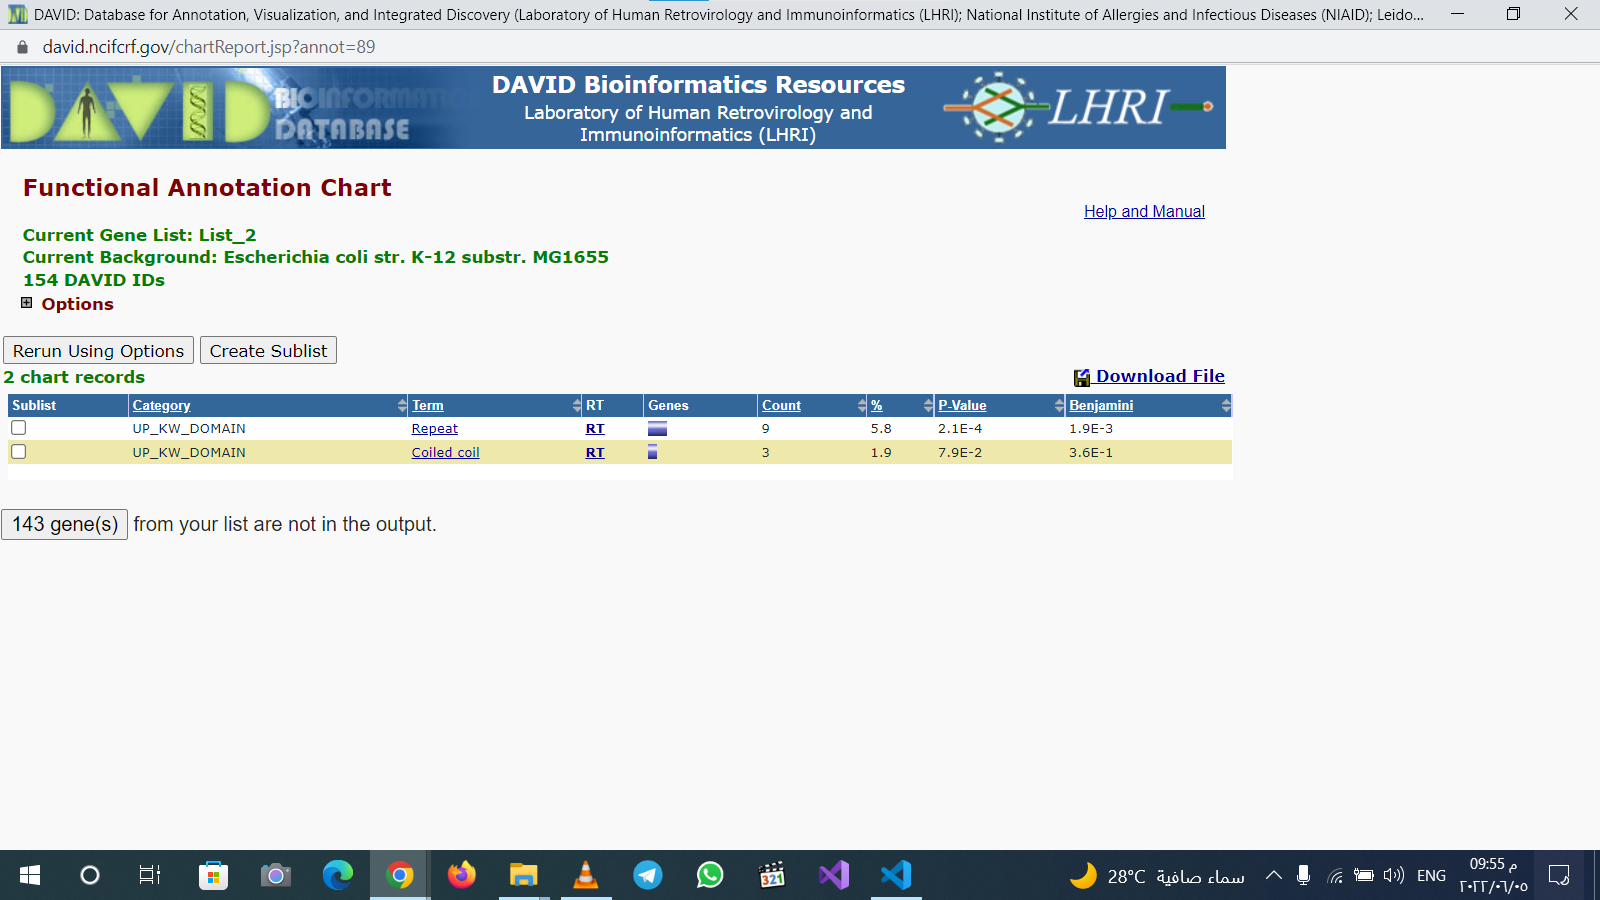 DAVID: Database for Annotation, Visualization, and Integrated Discovery (Laboratory of Human Retrovirology and Immunoinformatics (LHRI); National Institute of Allergies and Infectious Diseases (NIAID); Leido...
david.ncifcrf.gov/chartReport.jsp?annot=89
DAVID BIOINFORMATICS
DATABASE
DAVID Bioinformatics Resources
Laboratory of Human Retrovirology and
Immunoinformatics (LHRI)
LHRI
Functional Annotation Chart
Help and Manual
Current Gene List: List_2
Current Background: Escherichia coli str. K-12 substr. MG1655
154 DAVID IDs
Options
Rerun Using Options Create Sublist
2 chart records Download File
Sublist Category Term RT Genes Count % P-Value Benjamini
UP_KW_DOMAIN Repeat RT 9 5.8 2.1E-4 1.9E-3
UP_KW_DOMAIN Coiled coil RT 3 1.9 7.9E-2 3.6E-1
143 gene(s) from your list are not in the output.
321
28°C سماء صافية
ENG
09:55 م
٢٠٢٢/٠٦/٠٥